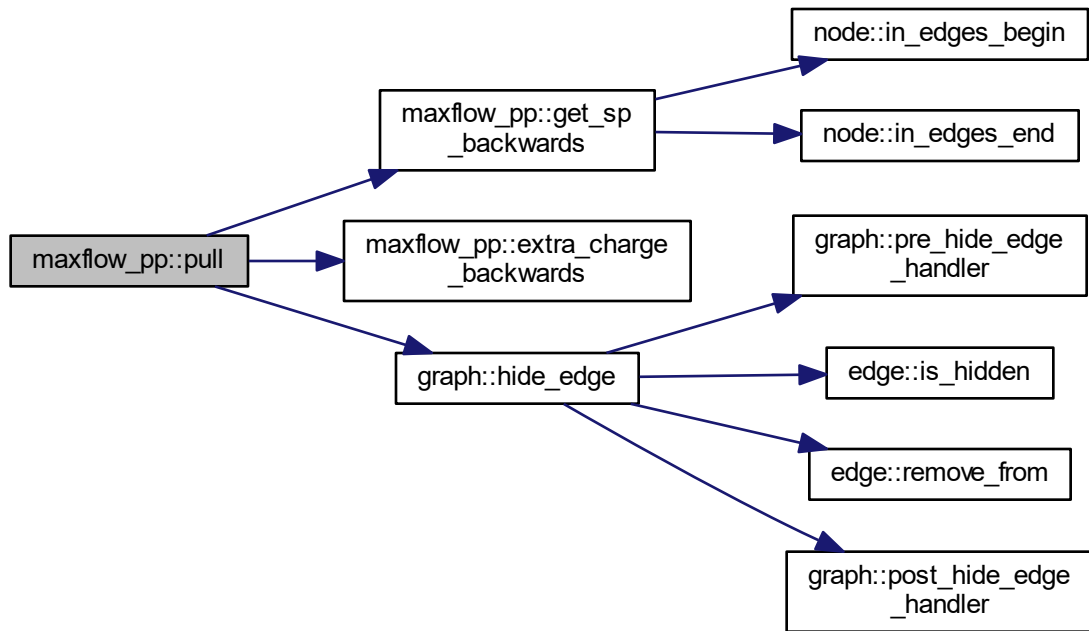 maxflow_pp::pull
maxflow_pp::get_sp
_backwards
maxflow_pp::extra_charge
_backwards
graph::hide_edge
node::in_edges_begin
node::in_edges_end
graph::pre_hide_edge
_handler
edge::is_hidden
edge::remove_from
graph::post_hide_edge
_handler